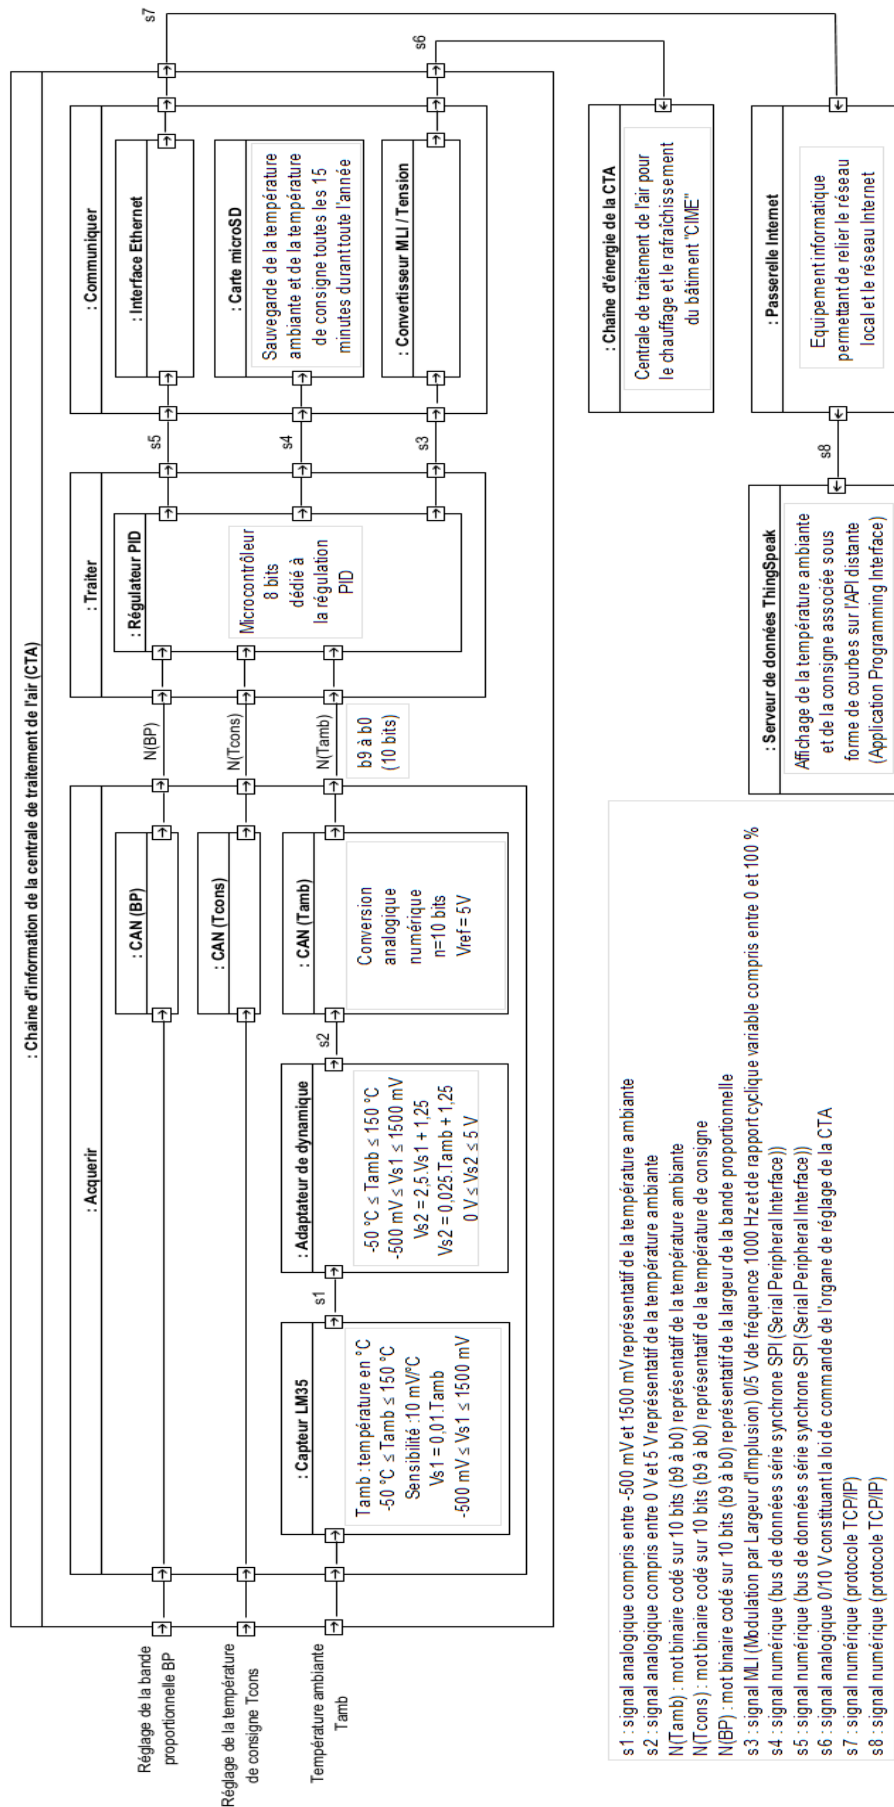 : Chaine d'information de la centrale de traitement de l'air (CTA)
: Acquerir
Réglage de la bande
proportionnelle BP
Réglage de la température
de consigne Tcons
Température ambiante
Tamb
: Capteur LM35
Tamb : température en °C
-50 °C ≤ Tamb ≤ 150 °C
Sensibilité :10 mV/°C
Vs1 = 0,01.Tamb
-500 mV ≤ Vs1 ≤ 1500 mV
s1
: Adaptateur de dynamique
-50 °C ≤ Tamb ≤ 150 °C
-500 mV ≤ Vs1 ≤ 1500 mV
Vs2 = 2,5.Vs1 + 1,25
Vs2 = 0,025.Tamb + 1,25
0 V ≤ Vs2 ≤ 5 V
s2
: CAN (BP)
: CAN (Tcons)
: CAN (Tamb)
Conversion
analogique
numérique
n=10 bits
Vref = 5V
N(BP)
N(Tcons)
N(Tamb)
b9 à b0
(10 bits)
: Traiter
: Régulateur PID
Microcontrôleur
8 bits
dédié à
la régulation
PID
s5
s4
s3
: Communiquer
: Interface Ethernet
: Carte microSD
Sauvegarde de la température
ambiante et de la température
de consigne toutes les 15
minutes durant toute l'année
: Convertisseur MLI / Tension
s7
s6
: Chaîne d'énergie de la CTA
Centrale de traitement de l'air pour
le chauffage et le rafraichissement
du bâtiment "CIME"
: Passerelle Internet
Equipement informatique
permettant de relier le réseau
local et le réseau Internet
s8
: Serveur de données ThingSpeak
Affichage de la température ambiante
et de la consigne associée sous
forme de courbes sur l'API distante
(Application Programming Interface)
s1 : signal analogique compris entre -500 mV et 1500 mV représentatif de la température ambiante
s2 : signal analogique compris entre 0 V et 5 V représentatif de la température ambiante
N(Tamb) : mot binaire codé sur 10 bits (b9 à b0) représentatif de la température ambiante
N(Tcons) : mot binaire codé sur 10 bits (b9 à b0) représentatif de la température de consigne
N(BP) : mot binaire codé sur 10 bits (b9 à b0) représentatif de la largeur de la bande proportionnelle
s3 : signal MLI (Modulation par Largeur d'Implusion) 0/5 V de fréquence 1000 Hz et de rapport cyclique variable compris entre 0 et 100 %
s4 : signal numérique (bus de données série synchrone SPI (Serial Peripheral Interface))
s5 : signal numérique (bus de données série synchrone SPI (Serial Peripheral Interface))
s6 : signal analogique 0/10 V constituant la loi de commande de l'organe de réglage de la CTA
s7 : signal numérique (protocole TCP/IP)
s8 : signal numérique (protocole TCP/IP)